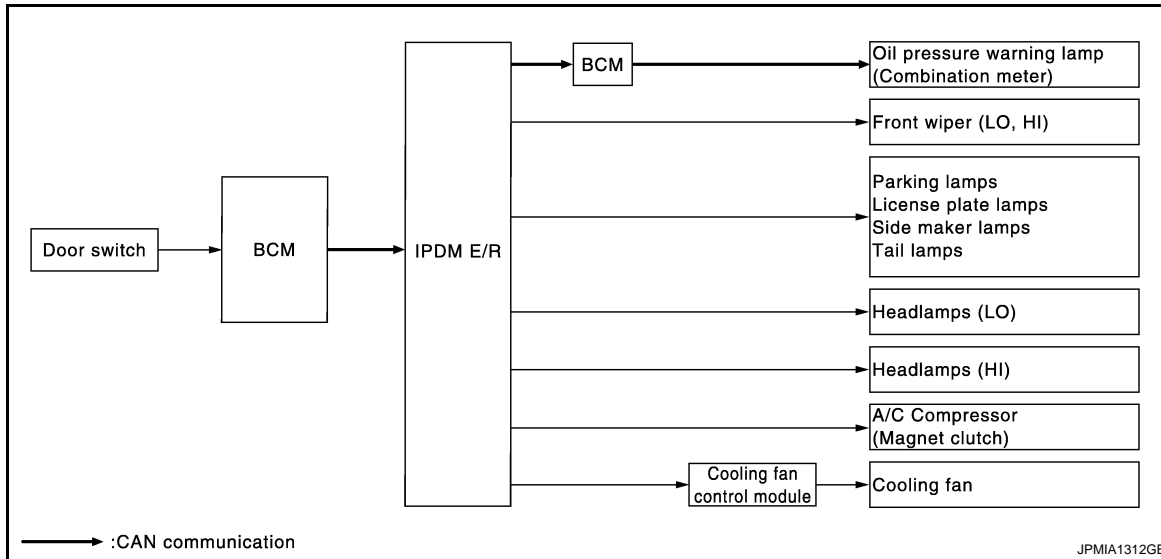 Door switch
BCM
IPDM E/R
BCM
Oil pressure warning lamp
(Combination meter)
Front wiper (LO, HI)
Parking lamps
License plate lamps
Side maker lamps
Tail lamps
Headlamps (LO)
Headlamps (HI)
A/C Compressor
(Magnet clutch)
Cooling fan
control module
Cooling fan
:CAN communication
JPMIA1312GB